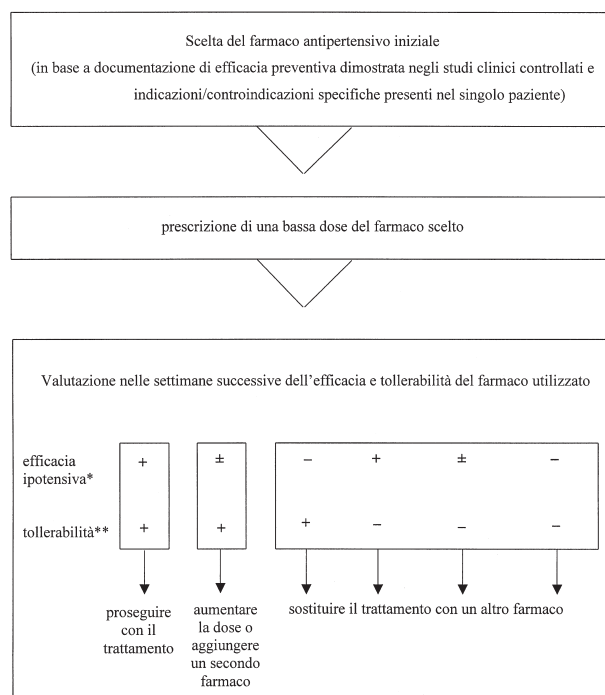 Scelta del farmaco antipertensivo iniziale
(in base a documentazione di efficacia preventiva dimostrata negli studi clinici controllati e
indicazioni/controindicazioni specifiche presenti nel singolo paziente)
prescrizione di una bassa dose del farmaco scelto
Valutazione nelle settimane successive dell'efficacia e tollerabilità del farmaco utilizzato
efficacia + ± – + ± –
ipotensiva*
tollerabilità** + + + – – –
proseguire
con il
trattamento
aumentare
la dose o
aggiungere
un secondo
farmaco
sostituire il trattamento con un altro farmaco